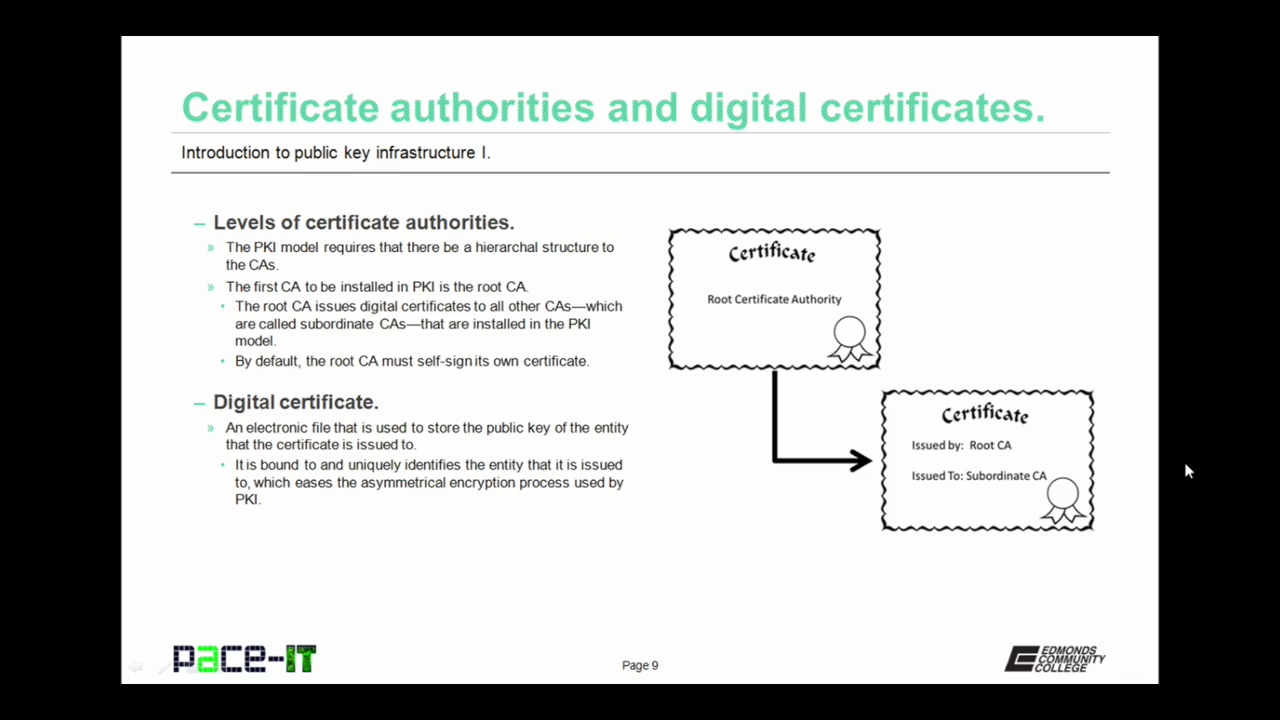 Certificate authorities and digital certificates.
Introduction to public key infrastructure I.
– Levels of certificate authorities.
» The PKI model requires that there be a hierarchal structure to
the CAs.
» The first CA to be installed in PKI is the root CA.
• The root CA issues digital certificates to all other CAs—which
are called subordinate CAs—that are installed in the PKI
model.
• By default, the root CA must self-sign its own certificate.
– Digital certificate.
» An electronic file that is used to store the public key of the entity
that the certificate is issued to.
• It is bound to and uniquely identifies the entity that it is issued
to, which eases the asymmetrical encryption process used by
PKI.
Certificate
Root Certificate Authority
Certificate
Issued by: Root CA
Issued To: Subordinate CA
pace-IT
Page 9
EDMONDS
COMMUNITY
COLLEGE